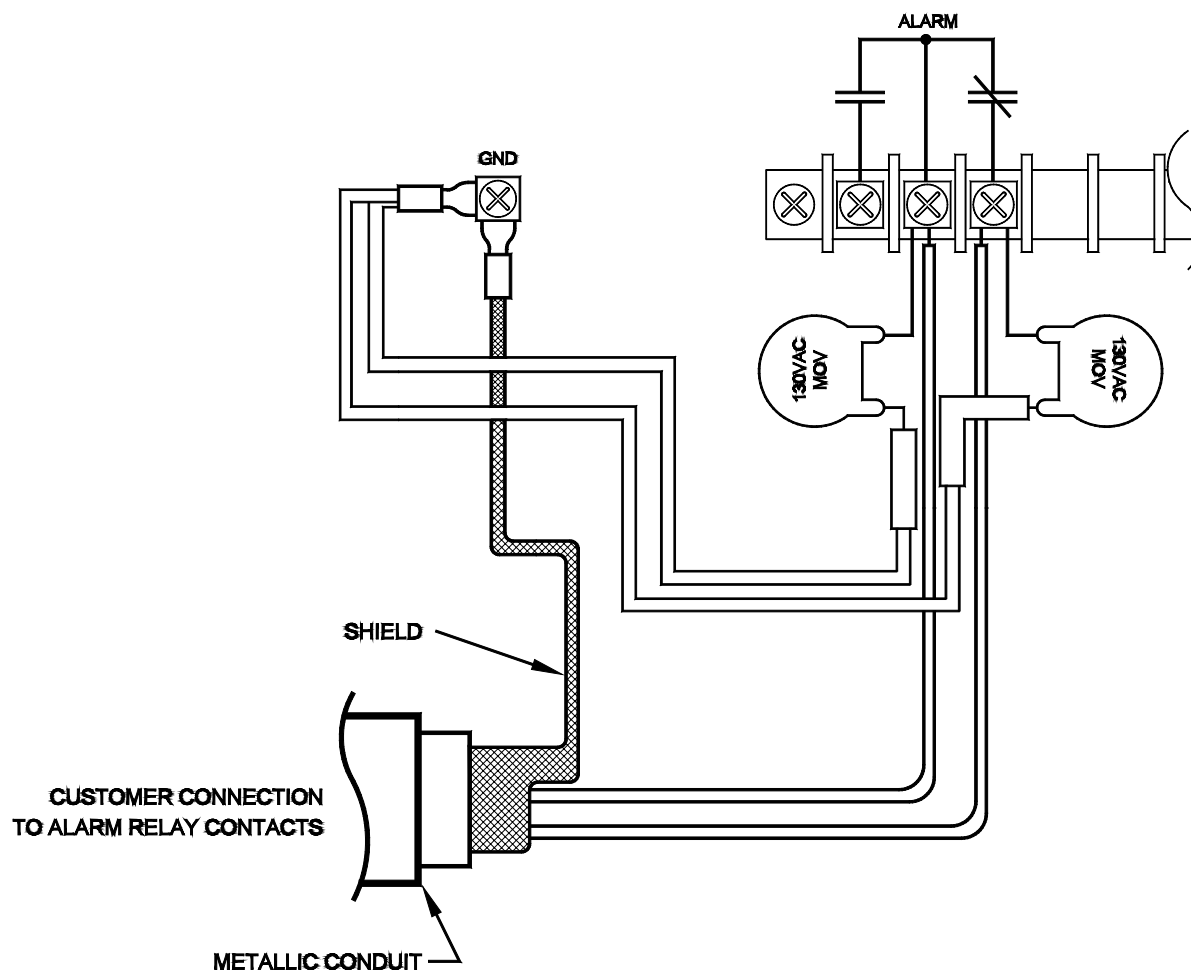 ALARM
GND
130VAC
MOV
130VAC
MOV
SHIELD
CUSTOMER CONNECTION
TO ALARM RELAY CONTACTS
METALLIC CONDUIT